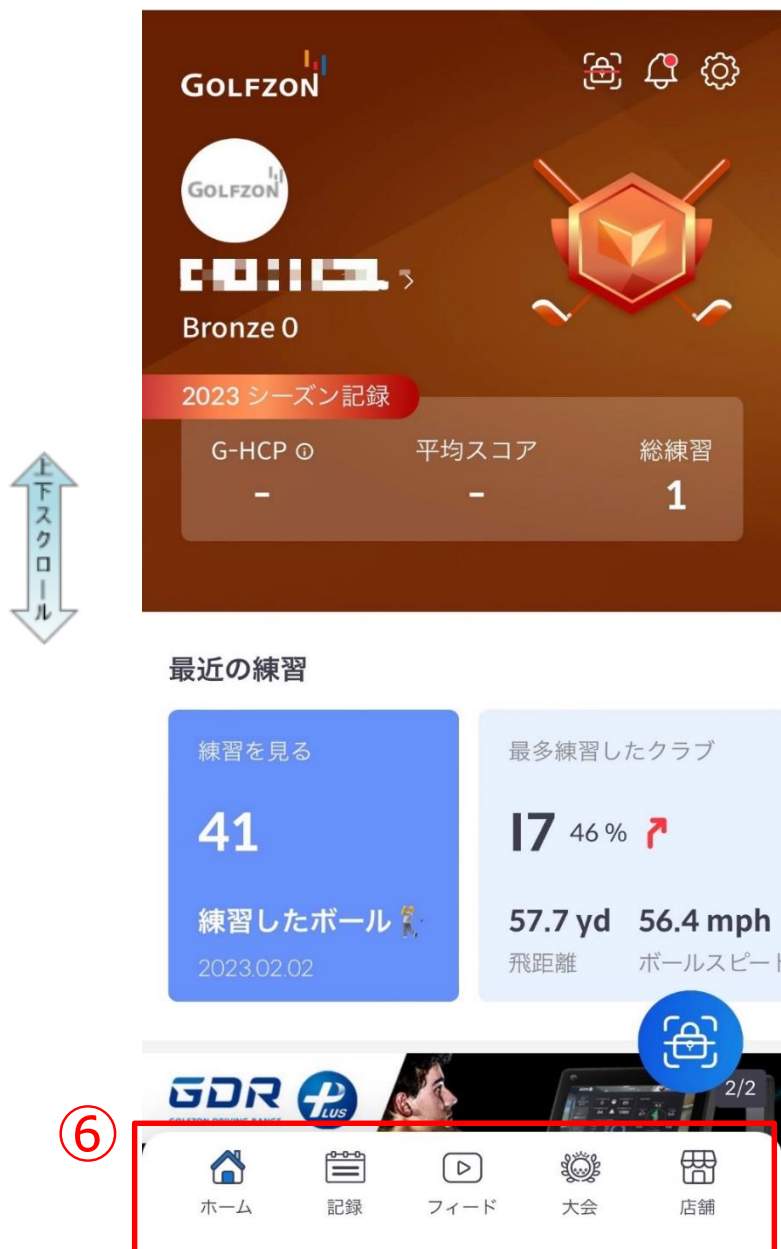 GOLFZON
GOLFZON
Bronze 0
2023 シーズン記録
G-HCP 平均スコア 総練習
- - 1
上下スクロール
最近の練習
練習を見る 最多練習したクラブ
41 I7 46 %
練習したボール 57.7 yd 56.4 mph
2023.02.02 飛距離 ボールスピード
GDR PLUS
GOLFZON DRIVING RANGE
2/2
⑥
ホーム 記録 フィード 大会 店舗